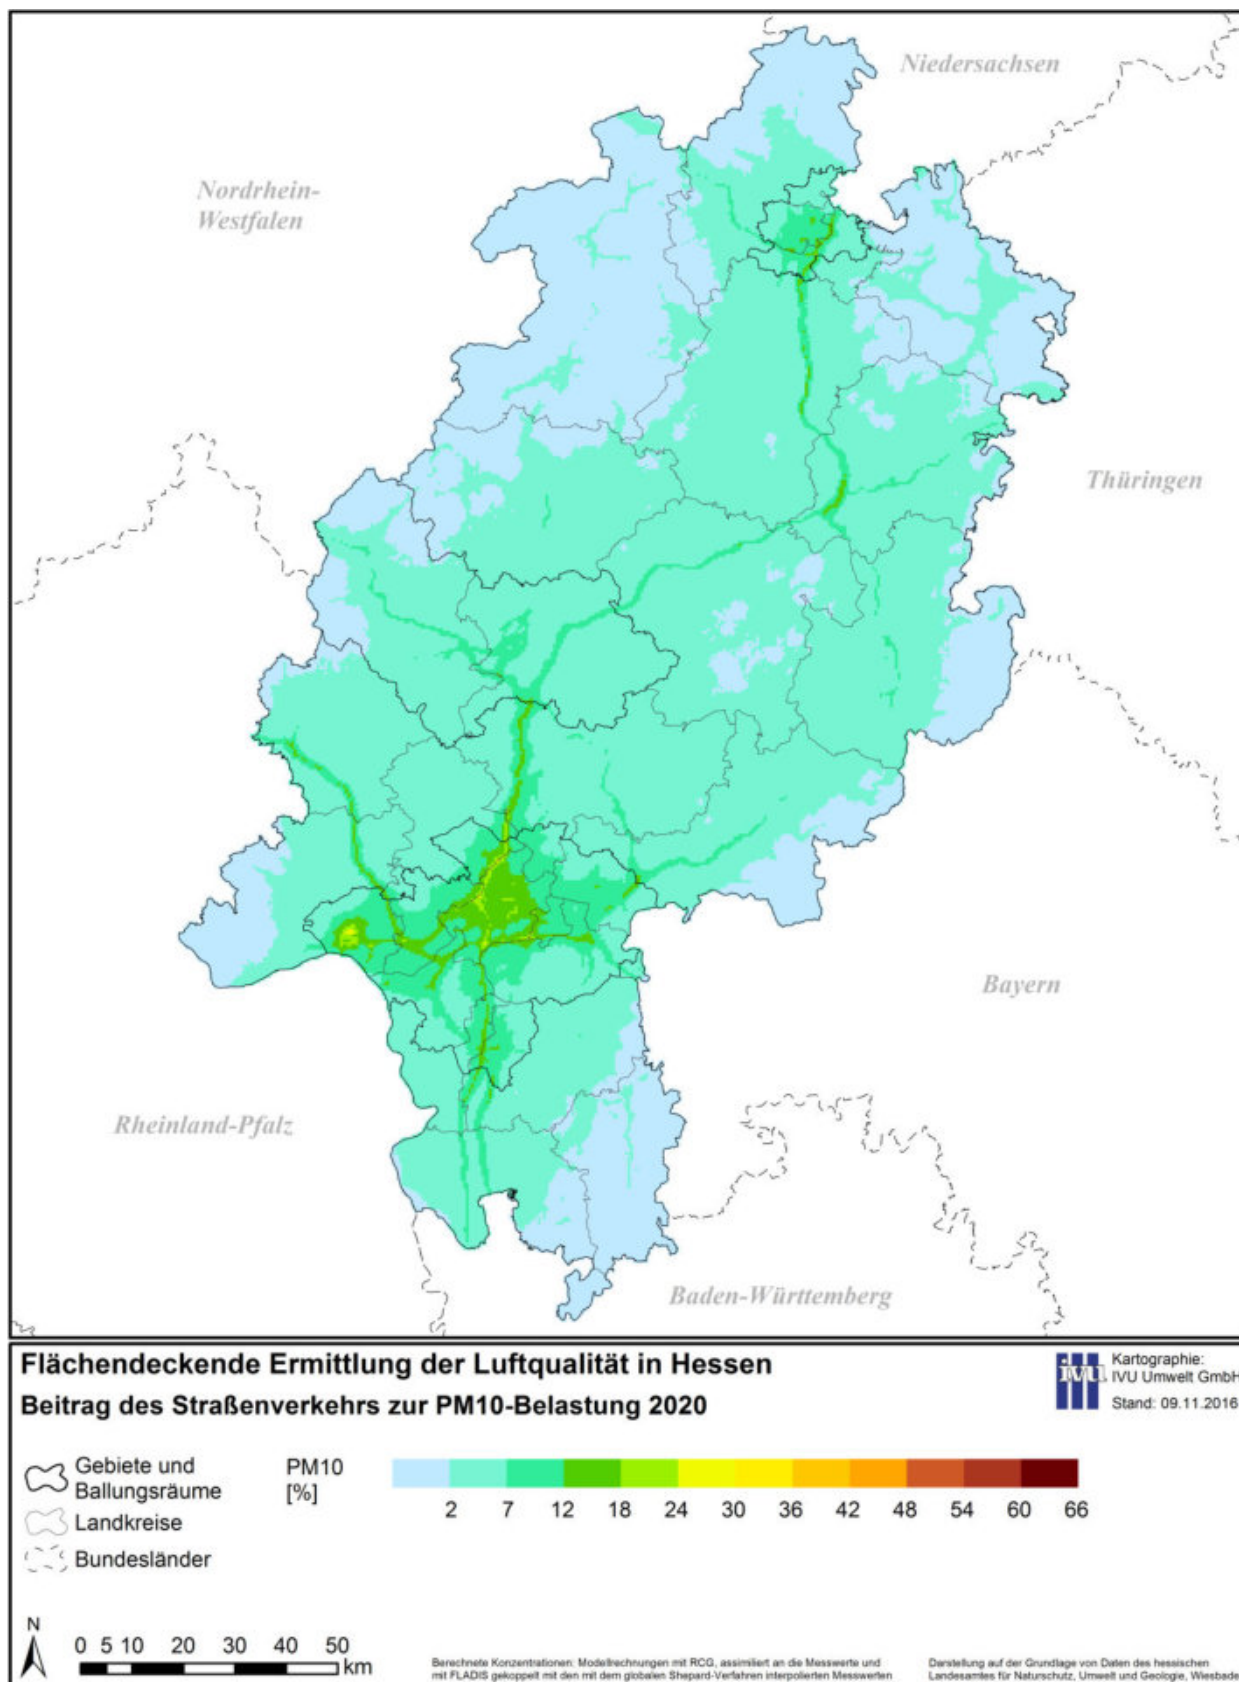 Niedersachsen
Nordrhein-
Westfalen
Thüringen
Bayern
Rheinland-Pfalz
Baden-Württemberg
Flächendeckende Ermittlung der Luftqualität in Hessen
Beitrag des Straßenverkehrs zur PM10-Belastung 2020
ivu
Kartographie:
IVU Umwelt GmbH
Stand: 09.11.2016
Gebiete und
Ballungsräume
Landkreise
Bundesländer
PM10
[%]
2 7 12 18 24 30 36 42 48 54 60 66
N
0 5 10 20 30 40 50
km
Berechnete Konzentrationen: Modellrechnungen mit RCG, assimiliert an die Messwerte und
mit FLADIS gekoppelt mit den mit dem globalen Shepard-Verfahren interpolierten Messwerten
Darstellung auf der Grundlage von Daten des hessischen
Landesamtes für Naturschutz, Umwelt und Geologie, Wiesbade